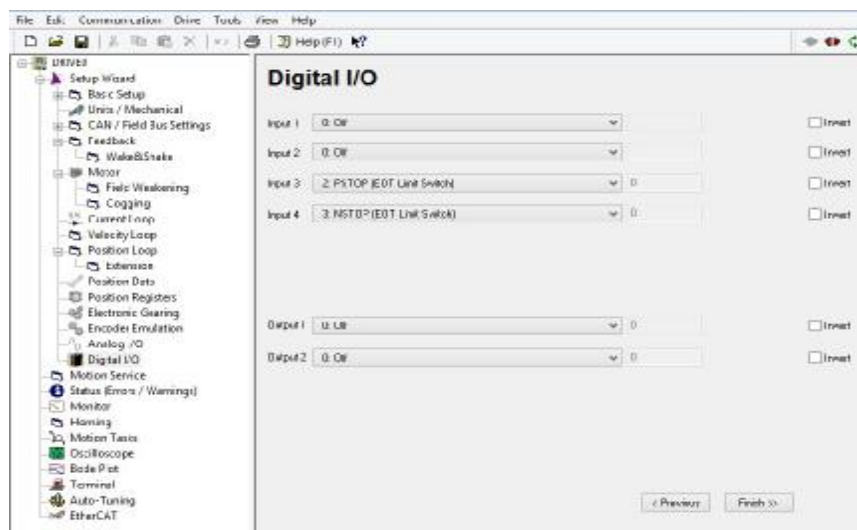 File Edit Communication Drive Tools View Help
Help (F1)
DRIVE0
Setup Wizard
Basic Setup
Units / Mechanical
CAN / Field Bus Settings
Feedback
Wake&Shake
Motor
Field Weakening
Cogging
Current Loop
Velocity Loop
Position Loop
Extension
Position Data
Position Registers
Electronic Gearing
Encoder Emulation
Analog I/O
Digital I/O
Motion Service
Status (Errors / Warnings)
Monitor
Homing
Motion Tasks
Oscilloscope
Bode Plot
Terminal
Auto-Tuning
EtherCAT
Digital I/O
Input 1 0: Off Invert
Input 2 0: Off Invert
Input 3 2: PSTOP (EOT Limit Switch) 0 Invert
Input 4 3: NSTOP (EOT Limit Switch) 0 Invert
Output 1 0: Off 0 Invert
Output 2 0: Off 0 Invert
< Previous Finish >>